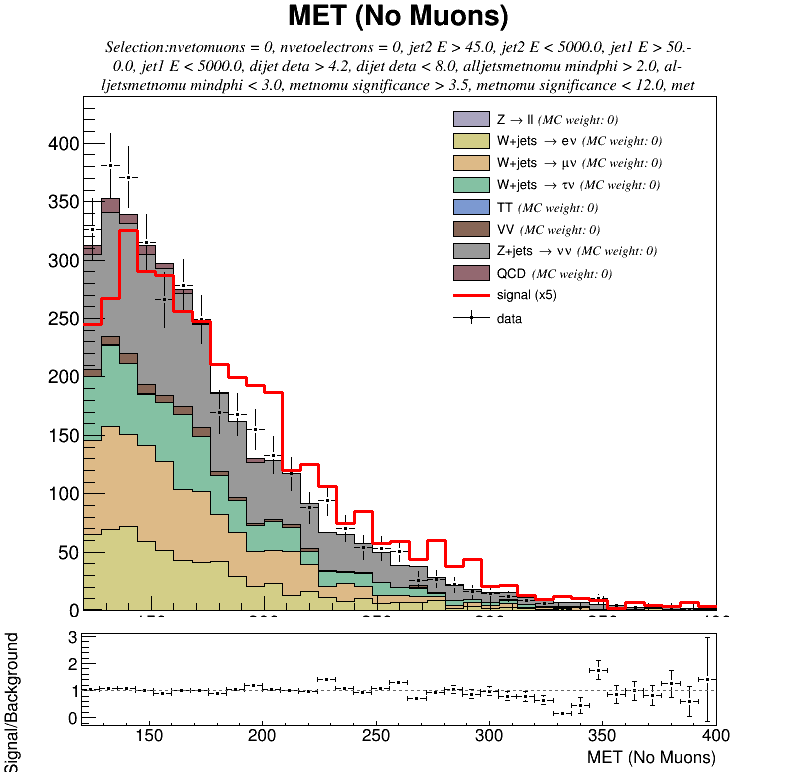 MET (No Muons)
Selection:nvetomuons = 0, nvetoelectrons = 0, jet2 E > 45.0, jet2 E < 5000.0, jet1 E > 50.-
0.0, jet1 E < 5000.0, dijet deta > 4.2, dijet deta < 8.0, alljetsmetnomu mindphi > 2.0, al-
ljetsmetnomu mindphi < 3.0, metnomu significance > 3.5, metnomu significance < 12.0, met
Z → ll (MC weight: 0)
W+jets → eν (MC weight: 0)
W+jets → μν (MC weight: 0)
W+jets → τν (MC weight: 0)
TT (MC weight: 0)
VV (MC weight: 0)
Z+jets → νν (MC weight: 0)
QCD (MC weight: 0)
signal (x5)
data
400
350
300
250
200
150
100
50
0
Signal/Background
3
2
1
0
150 200 250 300 350 400
MET (No Muons)